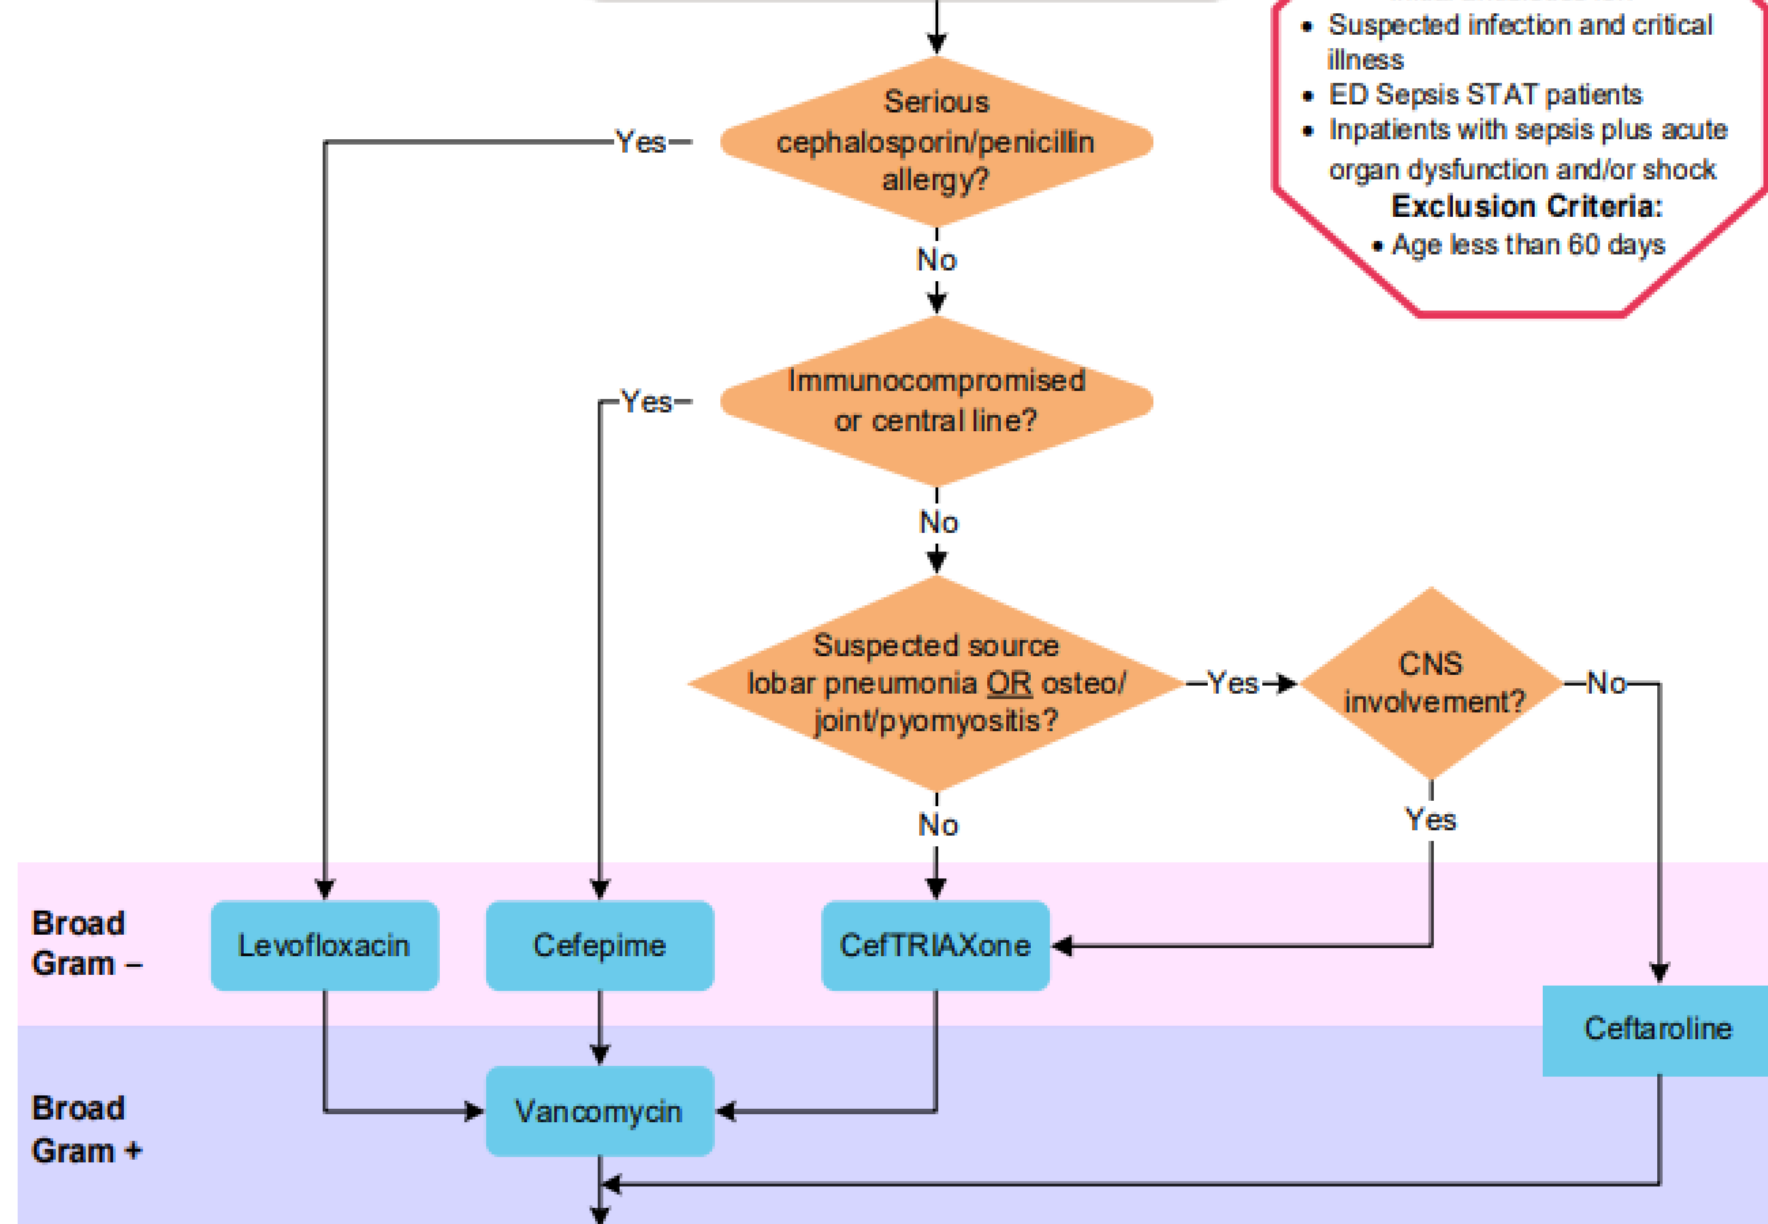 • Suspected infection and critical
illness
• ED Sepsis STAT patients
• Inpatients with sepsis plus acute
organ dysfunction and/or shock
Exclusion Criteria:
• Age less than 60 days
Serious
cephalosporin/penicillin
allergy?
Yes
No
Immunocompromised
or central line?
Yes
No
Suspected source
lobar pneumonia OR osteo/
joint/pyomyositis?
Yes
CNS
involvement?
No
No
Yes
Broad
Gram –
Levofloxacin
Cefepime
CefTRIAXone
Ceftaroline
Broad
Gram +
Vancomycin